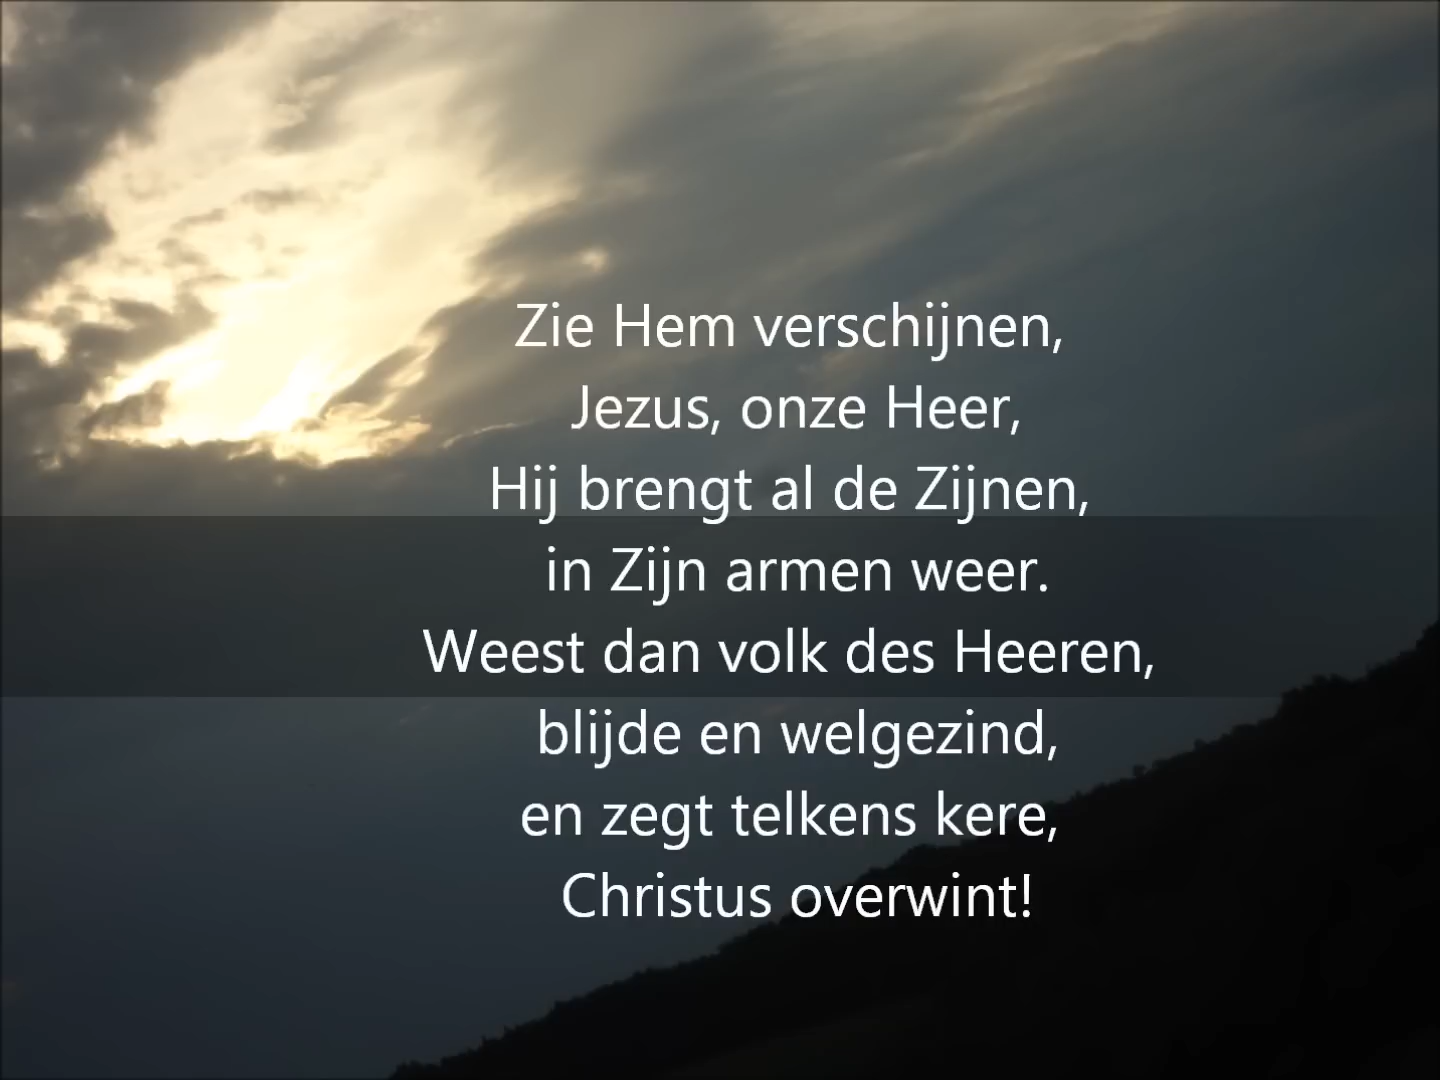 Zie Hem verschijnen,
Jezus, onze Heer,
Hij brengt al de Zijnen,
in Zijn armen weer.
Weest dan volk des Heeren,
blijde en welgezind,
en zegt telkens kere,
Christus overwint!